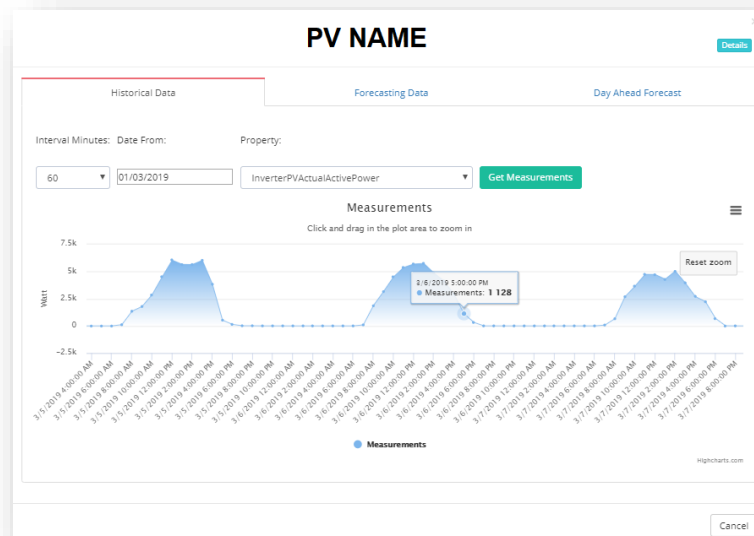 PV NAME
Details
Historical Data
Forecasting Data
Day Ahead Forecast
Interval Minutes: Date From: Property:
60
01/03/2019
InverterPVActualActivePower
Get Measurements
Measurements
Click and drag in the plot area to zoom in
Reset zoom
7.5k
5k
2.5k
0
-2.5k
Watt
3/6/2019 5:00:00 PM
Measurements: 1 128
3/5/2019 4:00:00 AM
3/5/2019 6:00:00 AM
3/5/2019 8:00:00 AM
3/5/2019 10:00:00 AM
3/5/2019 12:00:00 PM
3/5/2019 2:00:00 PM
3/5/2019 4:00:00 PM
3/5/2019 6:00:00 PM
3/5/2019 8:00:00 PM
3/5/2019 10:00:00 PM
3/6/2019 12:00:00 AM
3/6/2019 2:00:00 AM
3/6/2019 4:00:00 AM
3/6/2019 6:00:00 AM
3/6/2019 8:00:00 AM
3/6/2019 10:00:00 AM
3/6/2019 12:00:00 PM
3/6/2019 2:00:00 PM
3/6/2019 4:00:00 PM
3/6/2019 6:00:00 PM
3/6/2019 8:00:00 PM
3/6/2019 10:00:00 PM
3/7/2019 12:00:00 AM
3/7/2019 2:00:00 AM
3/7/2019 4:00:00 AM
3/7/2019 6:00:00 AM
3/7/2019 8:00:00 AM
3/7/2019 10:00:00 AM
3/7/2019 12:00:00 PM
3/7/2019 2:00:00 PM
3/7/2019 4:00:00 PM
3/7/2019 6:00:00 PM
3/7/2019 8:00:00 PM
Measurements
Highcharts.com
Cancel